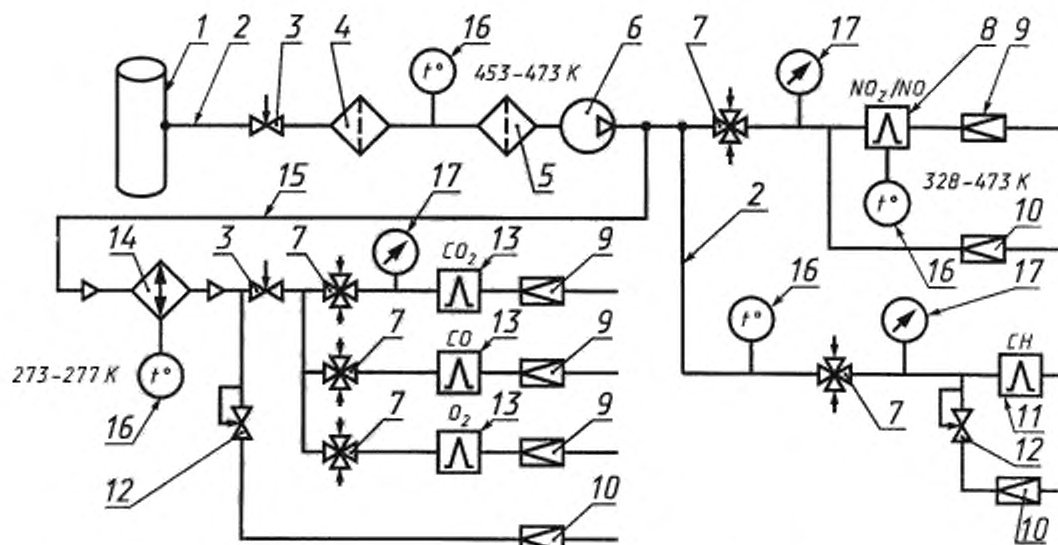 1 2 3 4 16 6 7 17 8 9
t° 453–473 K NO₂/NO
5
15 17 2 t° 328–473 K
10
14 3 7 CO₂ 13 9 16 16 17
t°
7 CO 13 9 CH
273–277 K t°
7 O₂ 13 9 7 11
16 12
12 10 10